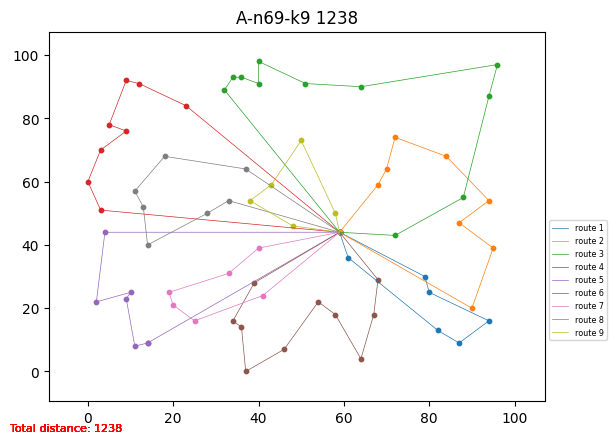 A-n69-k9 1238
100
80
60
40
20
0
0 20 40 60 80 100
route 1
route 2
route 3
route 4
route 5
route 6
route 7
route 8
route 9
Total distance: 1238